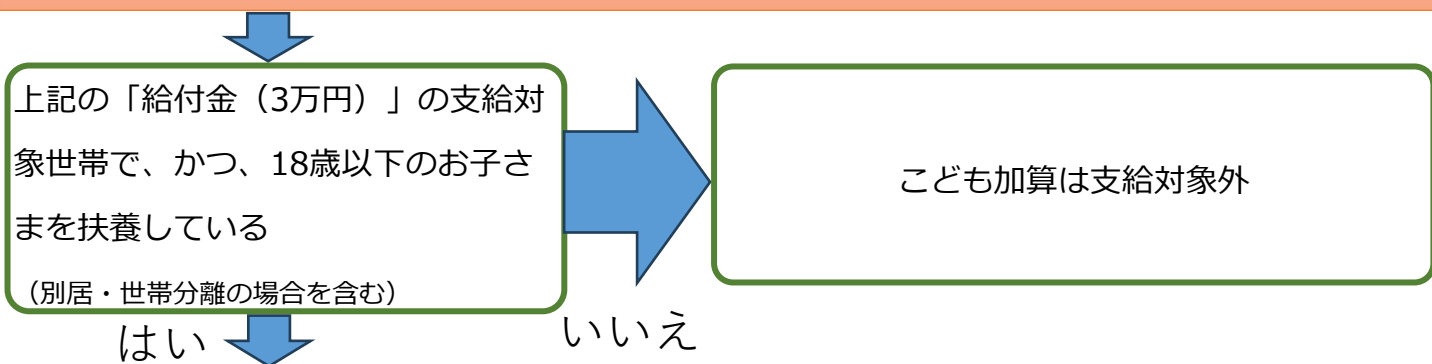 上記の「給付金（3万円）」の支給対
象世帯で、かつ、18歳以下のお子さ
まを扶養している
（別居・世帯分離の場合を含む）
こども加算は支給対象外
はい
いいえ